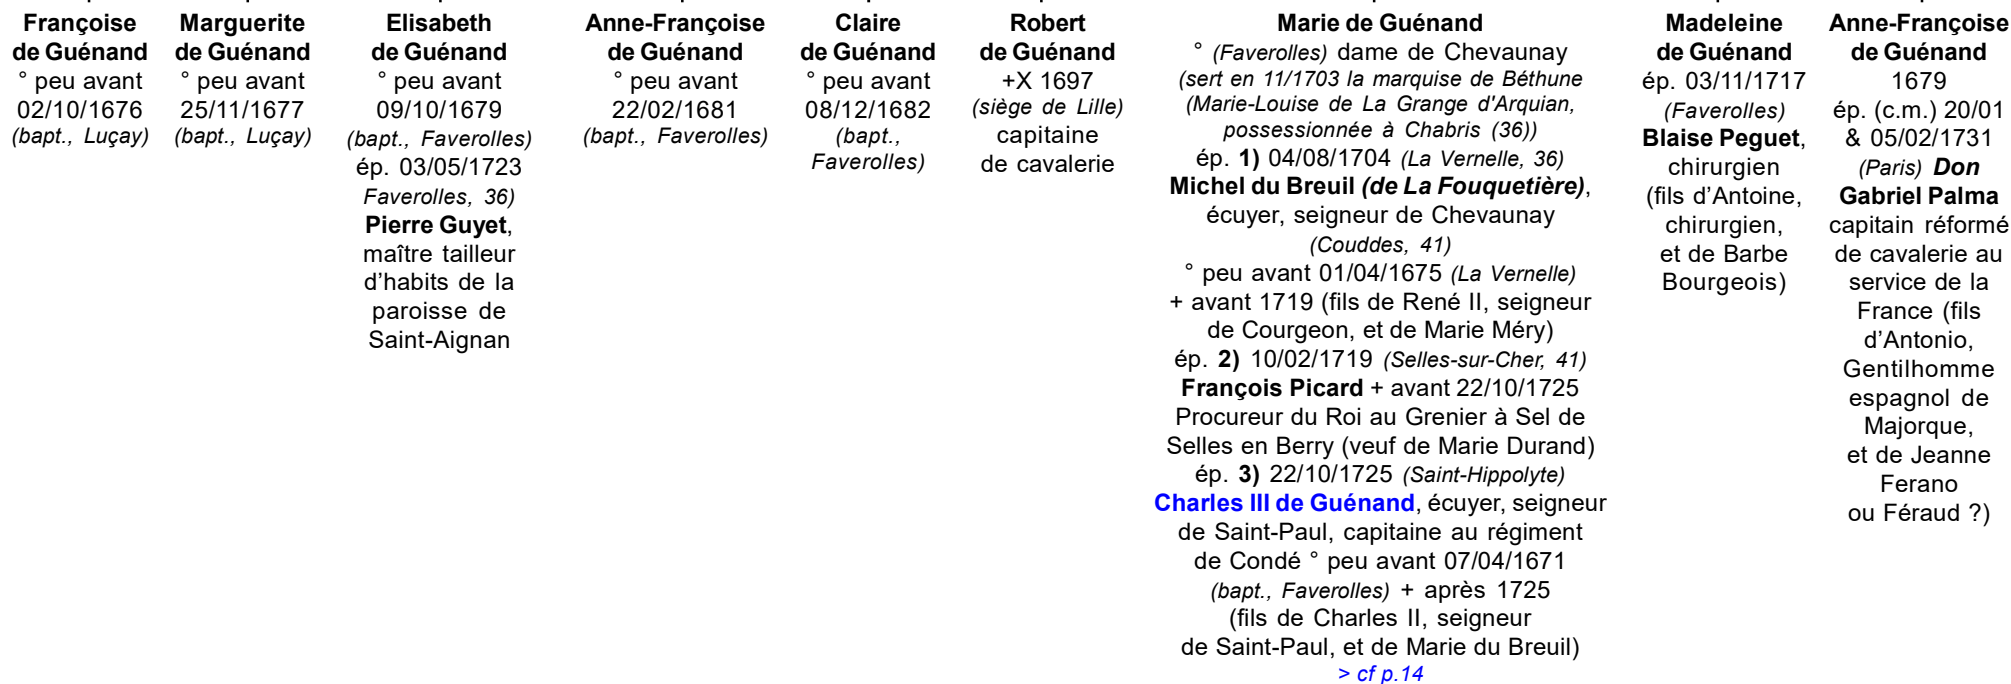 Françoise
de Guénand
° peu avant
02/10/1676
(bapt., Luçay)
Marguerite
de Guénand
° peu avant
25/11/1677
(bapt., Luçay)
Elisabeth
de Guénand
° peu avant
09/10/1679
(bapt., Faverolles)
ép. 03/05/1723
Faverolles, 36)
Pierre Guyet,
maître tailleur
d’habits de la
paroisse de
Saint-Aignan
Anne-Françoise
de Guénand
° peu avant
22/02/1681
(bapt., Faverolles)
Claire
de Guénand
° peu avant
08/12/1682
(bapt.,
Faverolles)
Robert
de Guénand
+X 1697
(siège de Lille)
capitaine
de cavalerie
Marie de Guénand
° (Faverolles) dame de Chevaunay
(sert en 11/1703 la marquise de Béthune
(Marie-Louise de La Grange d'Arquian,
possessionnée à Chabris (36))
ép. 1) 04/08/1704 (La Vernelle, 36)
Michel du Breuil (de La Fouquetière),
écuyer, seigneur de Chevaunay
(Couddes, 41)
° peu avant 01/04/1675 (La Vernelle)
+ avant 1719 (fils de René II, seigneur
de Courgeon, et de Marie Méry)
ép. 2) 10/02/1719 (Selles-sur-Cher, 41)
François Picard + avant 22/10/1725
Procureur du Roi au Grenier à Sel de
Selles en Berry (veuf de Marie Durand)
ép. 3) 22/10/1725 (Saint-Hippolyte)
Charles III de Guénand, écuyer, seigneur
de Saint-Paul, capitaine au régiment
de Condé ° peu avant 07/04/1671
(bapt., Faverolles) + après 1725
(fils de Charles II, seigneur
de Saint-Paul, et de Marie du Breuil)
> cf p.14
Madeleine
de Guénand
ép. 03/11/1717
(Faverolles)
Blaise Peguet,
chirurgien
(fils d’Antoine,
chirurgien,
et de Barbe
Bourgeois)
Anne-Françoise
de Guénand
1679
ép. (c.m.) 20/01
& 05/02/1731
(Paris) Don
Gabriel Palma
capitain réformé
de cavalerie au
service de la
France (fils
d’Antonio,
Gentilhomme
espagnol de
Majorque,
et de Jeanne
Ferano
ou Féraud ?)